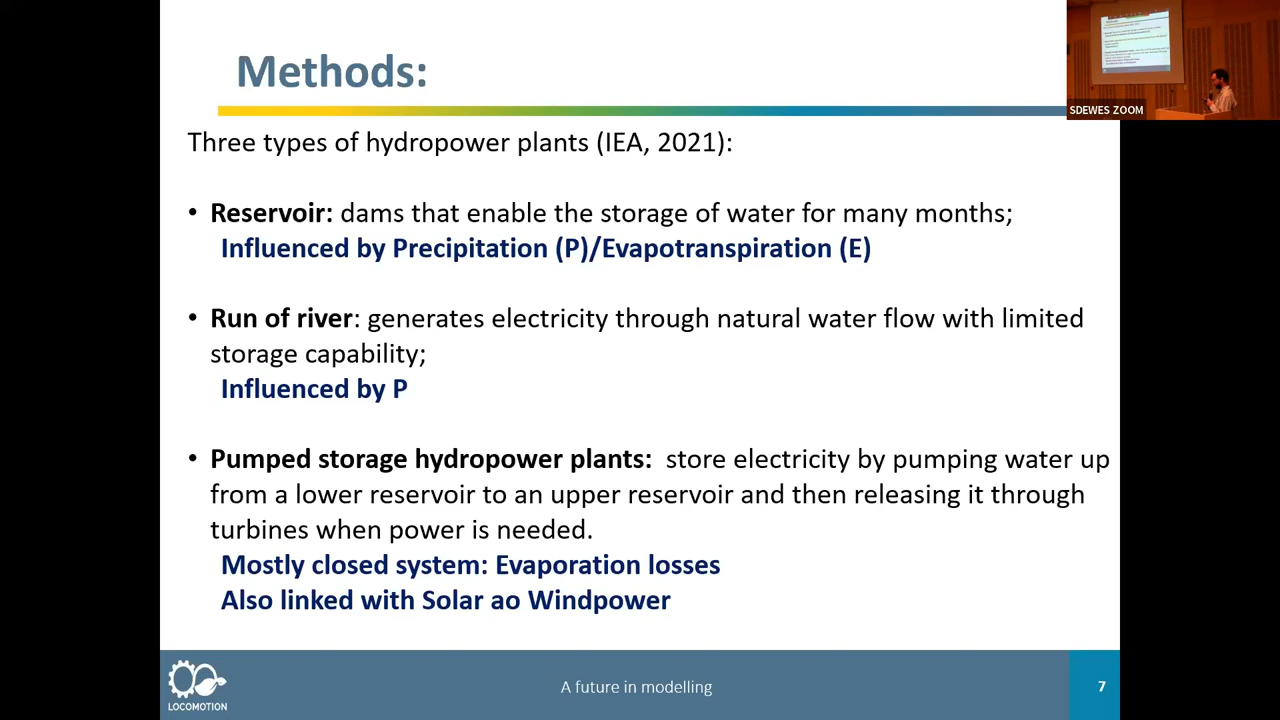 Methods:
SDEWES ZOOM
Three types of hydropower plants (IEA, 2021):
• Reservoir: dams that enable the storage of water for many months;
Influenced by Precipitation (P)/Evapotranspiration (E)
• Run of river: generates electricity through natural water flow with limited
storage capability;
Influenced by P
• Pumped storage hydropower plants: store electricity by pumping water up
from a lower reservoir to an upper reservoir and then releasing it through
turbines when power is needed.
Mostly closed system: Evaporation losses
Also linked with Solar ao Windpower
LOCOMOTION
A future in modelling
7